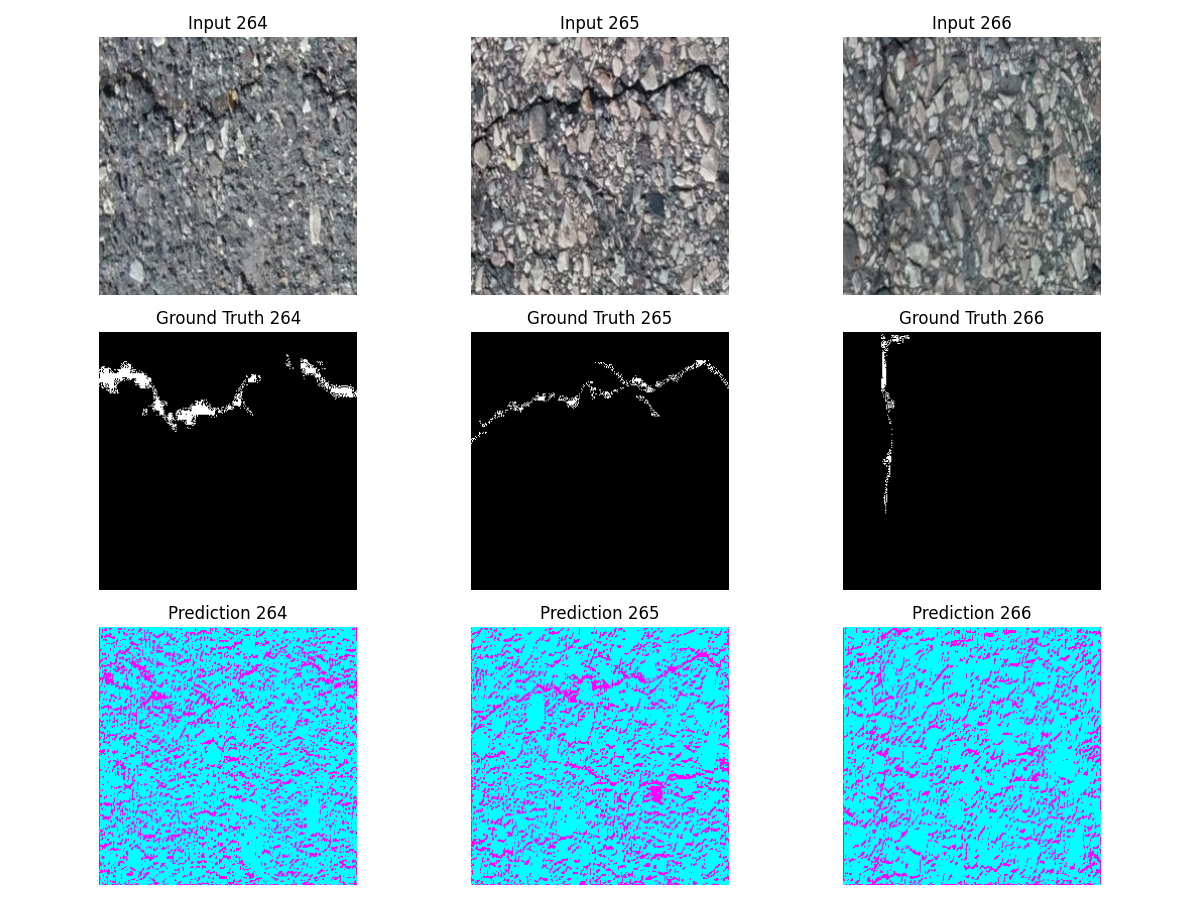 Input 264
Input 265
Input 266
Ground Truth 264
Ground Truth 265
Ground Truth 266
Prediction 264
Prediction 265
Prediction 266